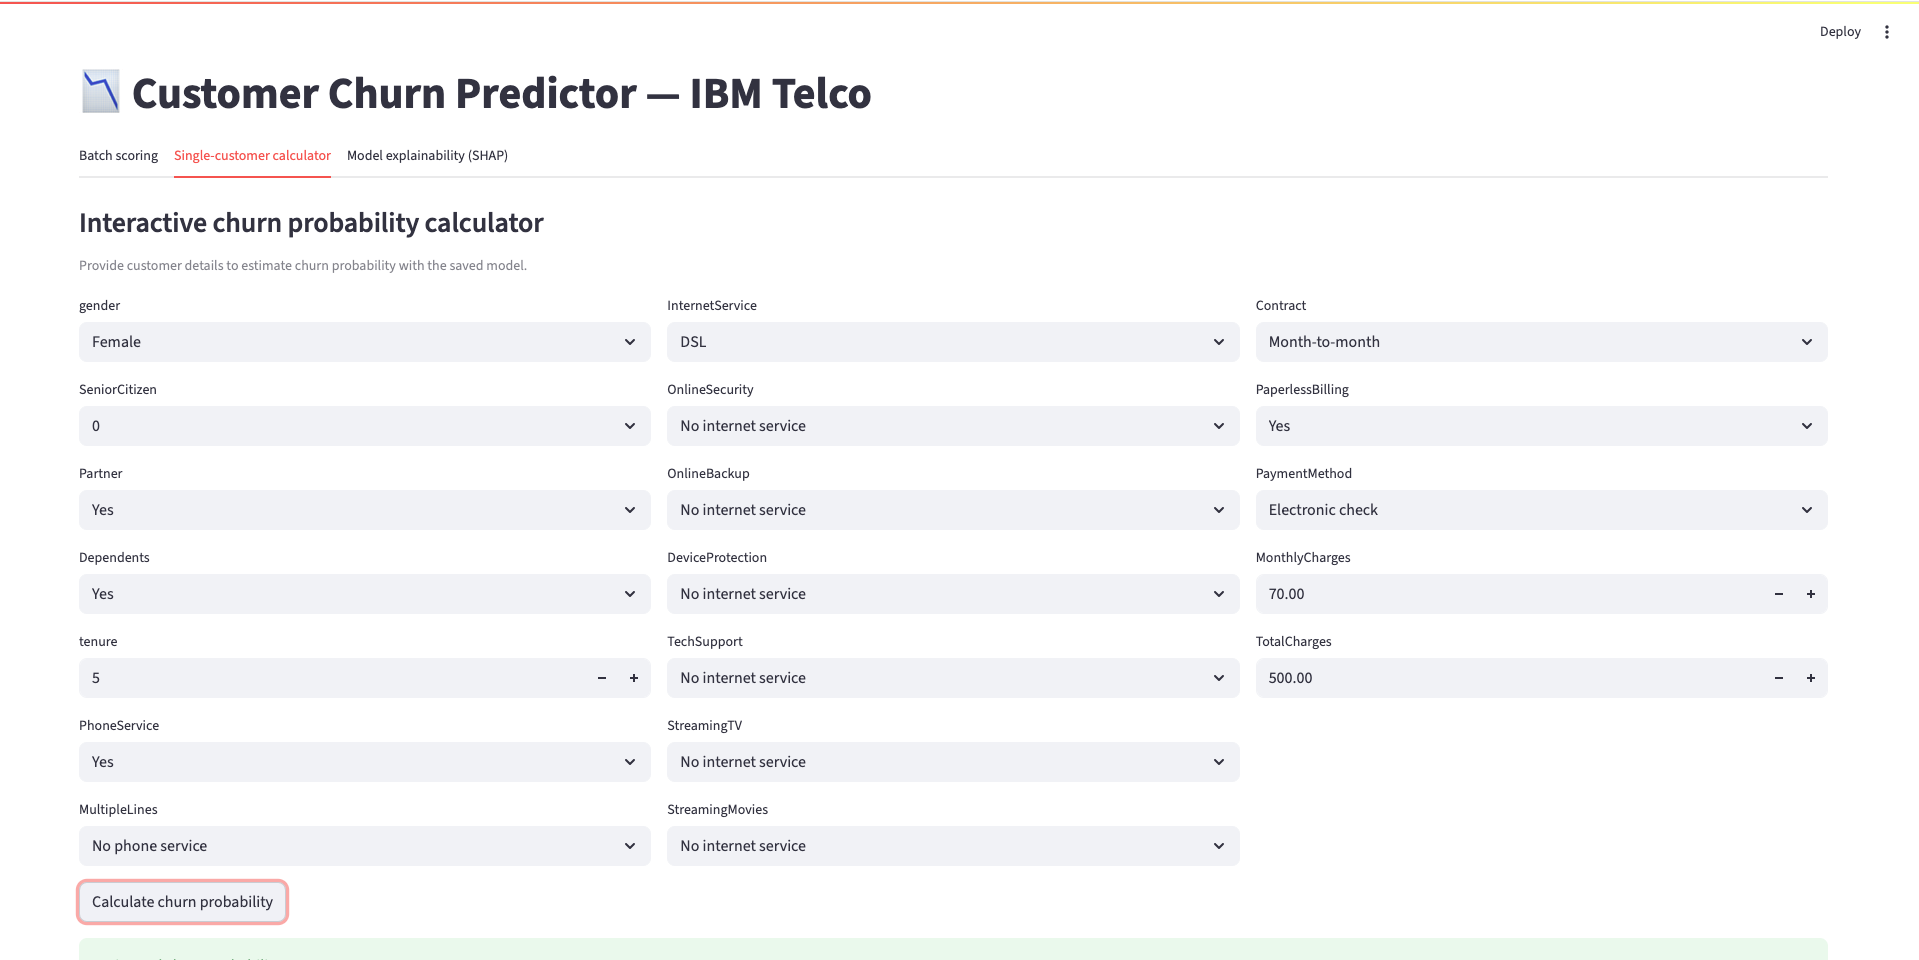 Deploy
Customer Churn Predictor — IBM Telco
Batch scoring
Single-customer calculator
Model explainability (SHAP)
Interactive churn probability calculator
Provide customer details to estimate churn probability with the saved model.
gender
Female
SeniorCitizen
0
Partner
Yes
Dependents
Yes
tenure
5
PhoneService
Yes
MultipleLines
No phone service
InternetService
DSL
OnlineSecurity
No internet service
OnlineBackup
No internet service
DeviceProtection
No internet service
TechSupport
No internet service
StreamingTV
No internet service
StreamingMovies
No internet service
Contract
Month-to-month
PaperlessBilling
Yes
PaymentMethod
Electronic check
MonthlyCharges
70.00
TotalCharges
500.00
Calculate churn probability